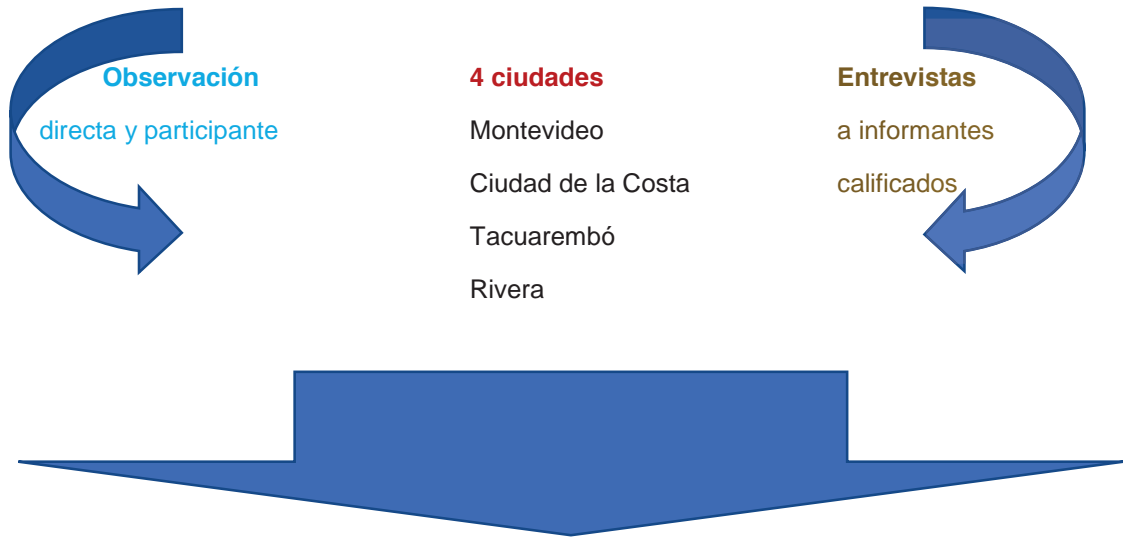 Observación
directa y participante
4 ciudades
Montevideo
Ciudad de la Costa
Tacuarembó
Rivera
Entrevistas
a informantes
calificados